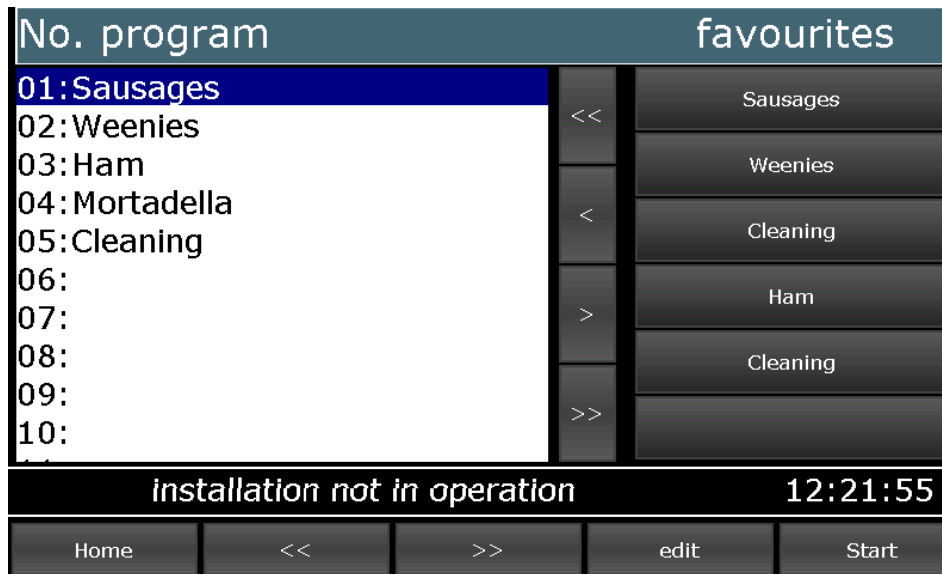 No. program
favourites
01:Sausages
02:Weenies
03:Ham
04:Mortadella
05:Cleaning
06:
07:
08:
09:
10:
<<
<
>
>>
Sausages
Weenies
Cleaning
Ham
Cleaning
installation not in operation
12:21:55
Home
<<
>>
edit
Start